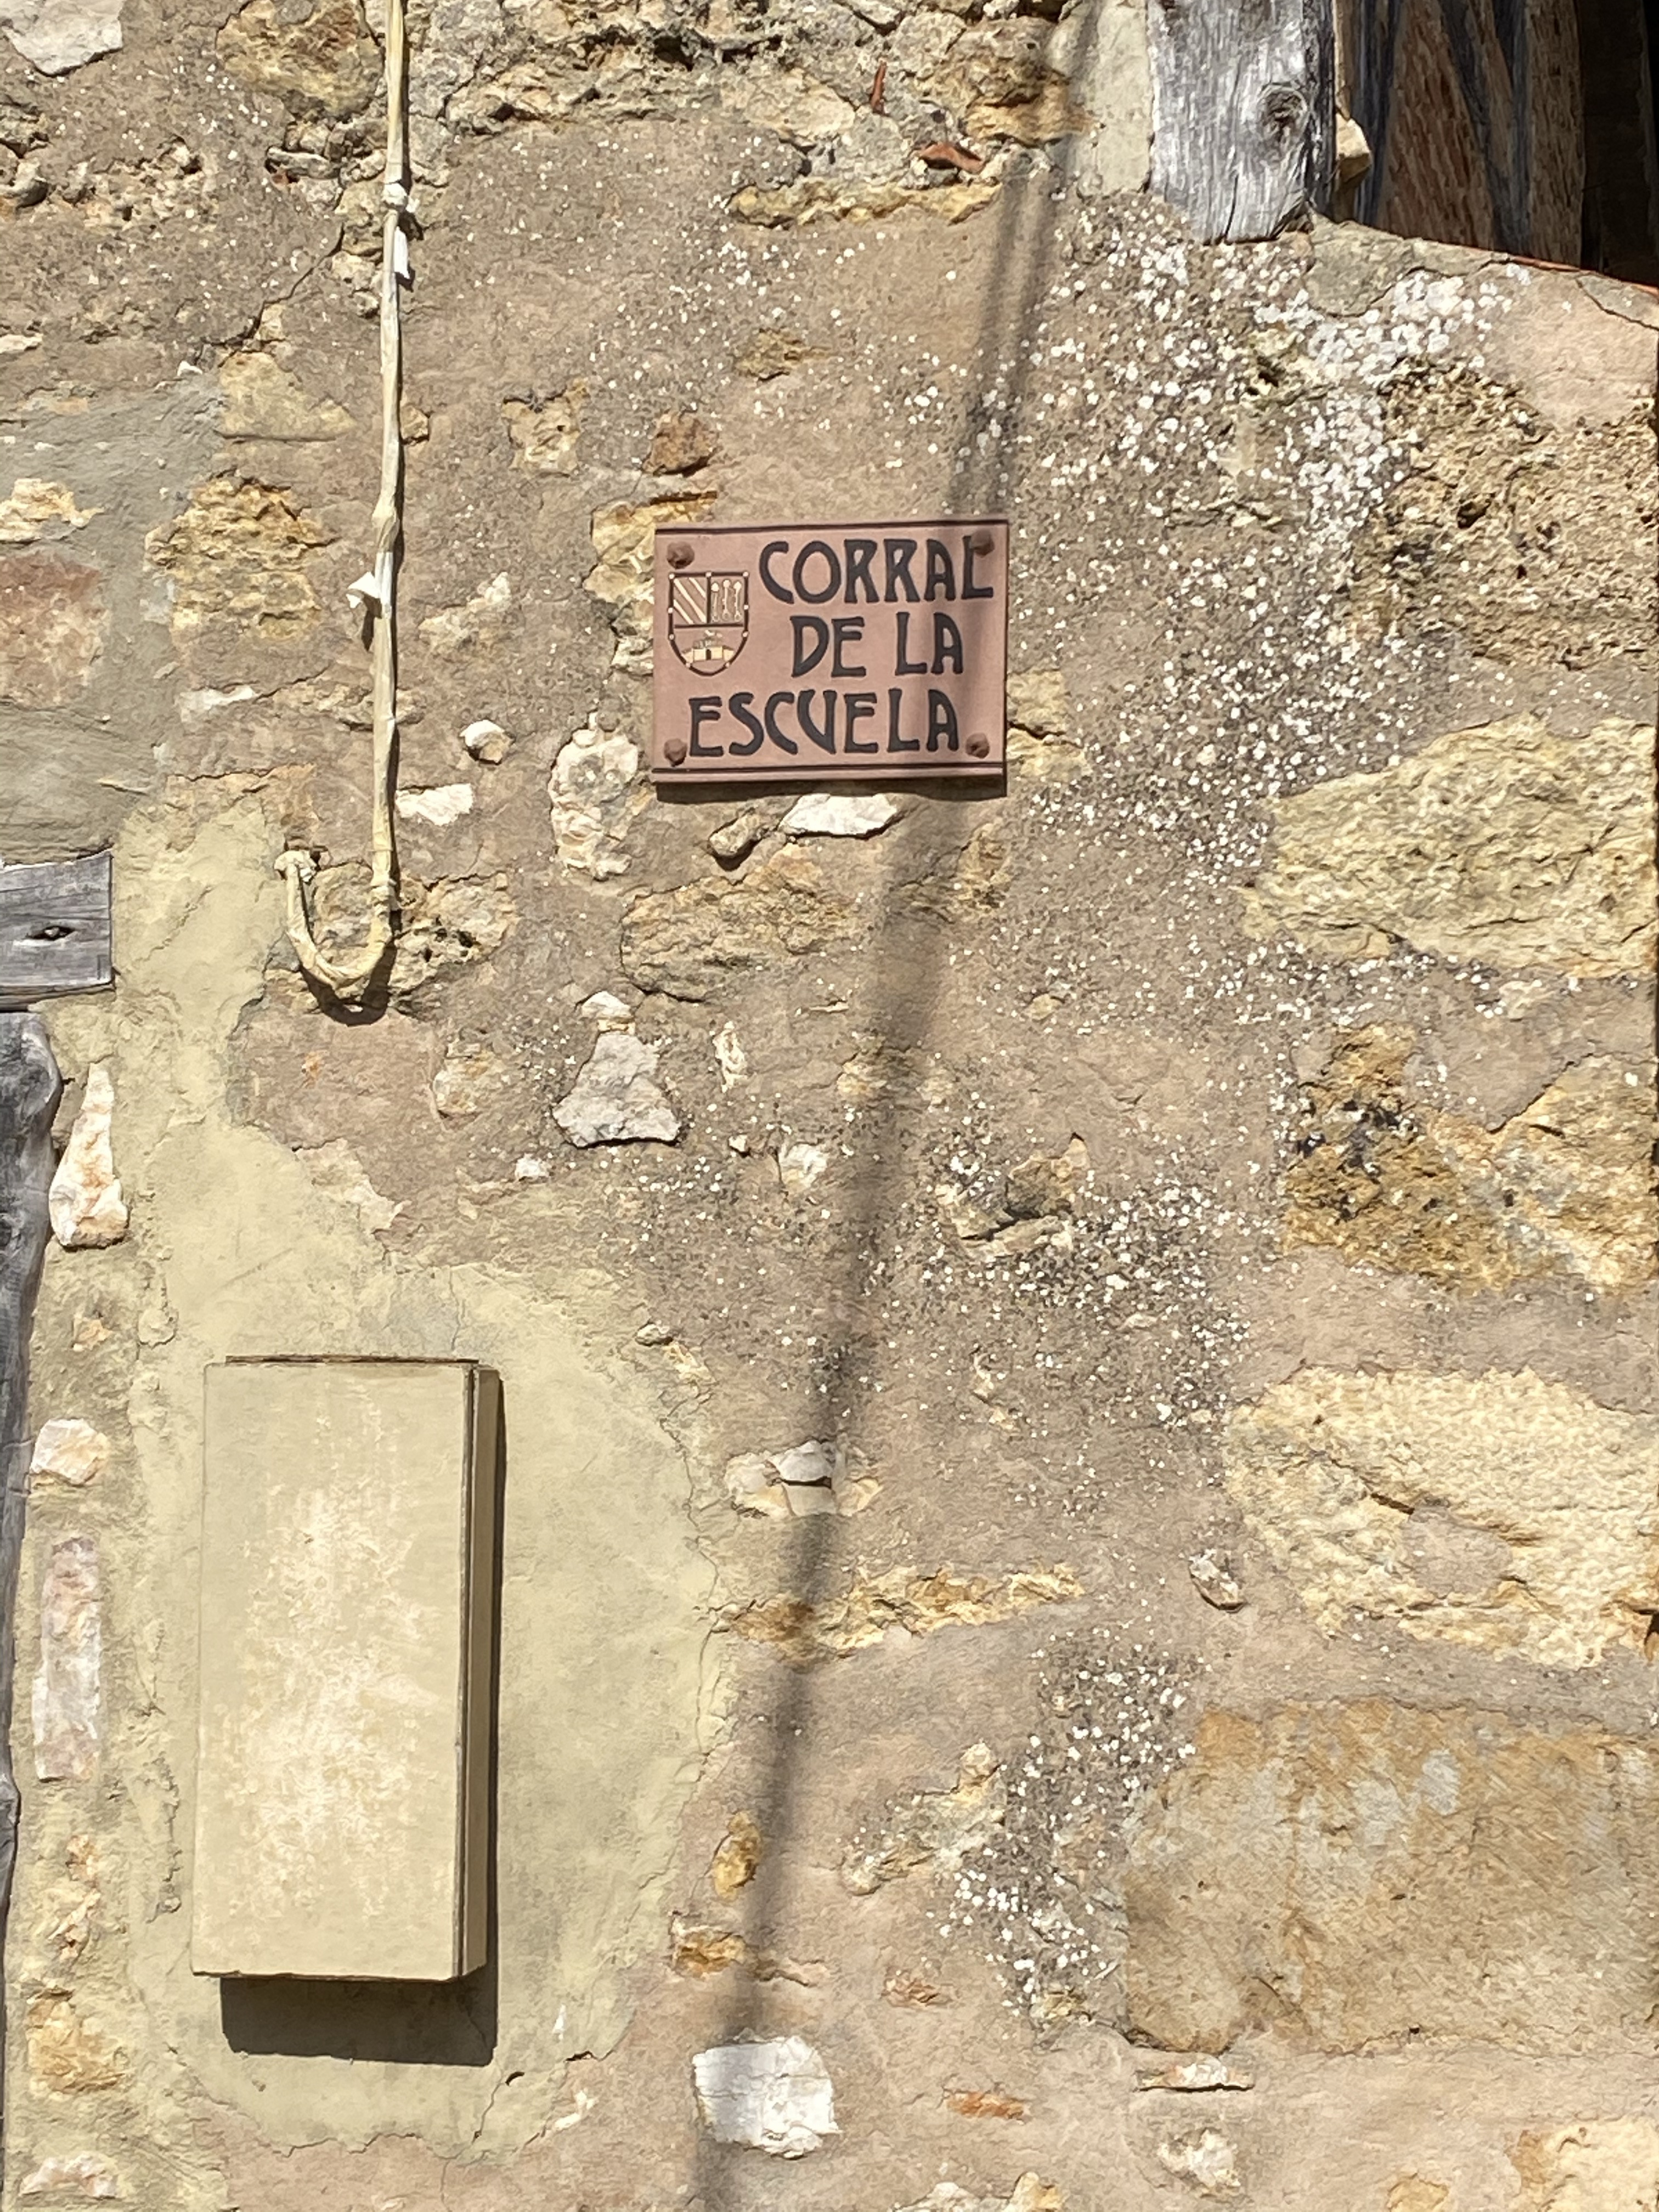 CORRAL
DE LA
ESCUELA